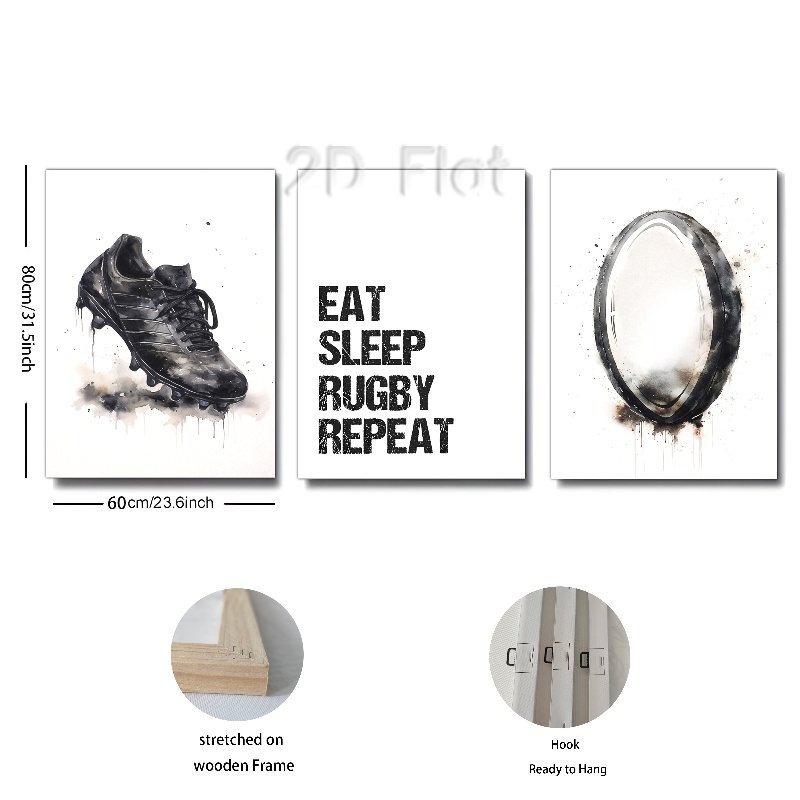 2D Flat
EAT
SLEEP
RUGBY
REPEAT
80cm/31.5inch
60cm/23.6inch
stretched on
wooden Frame
Hook
Ready to Hang